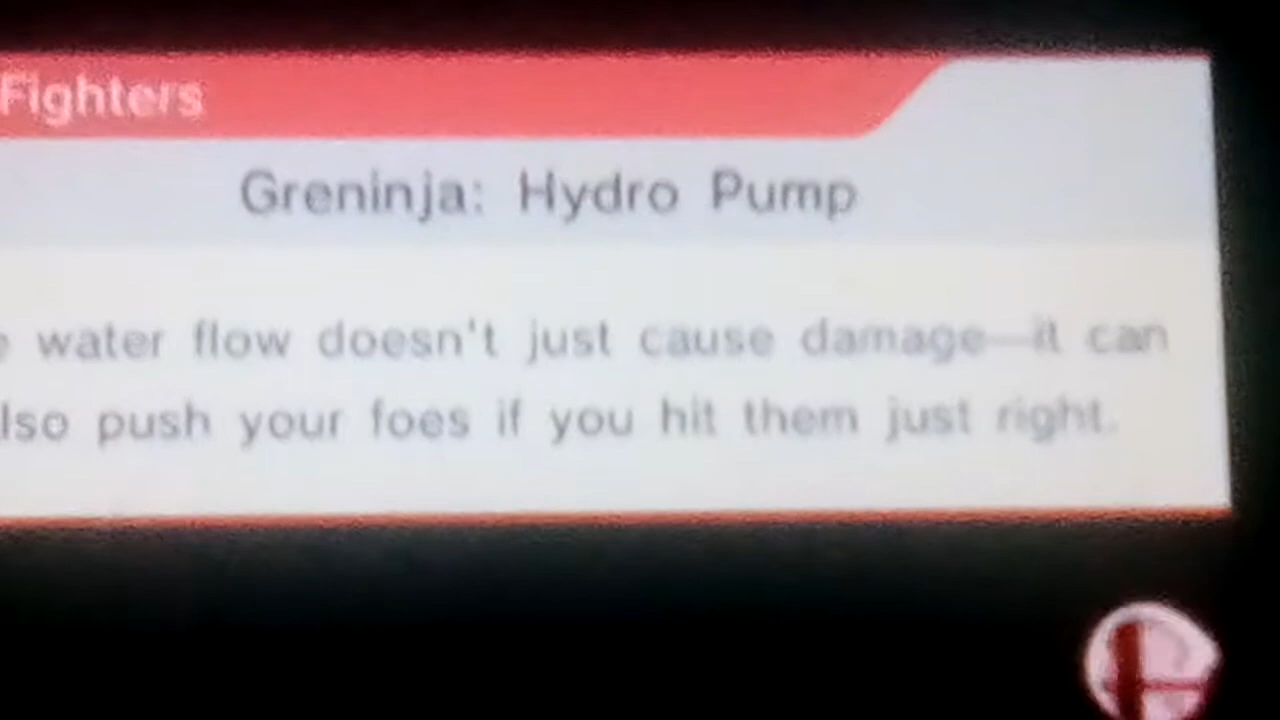 Fighters
Greninja: Hydro Pump
water flow doesn't just cause damage—it can
lso push your foes if you hit them just right.